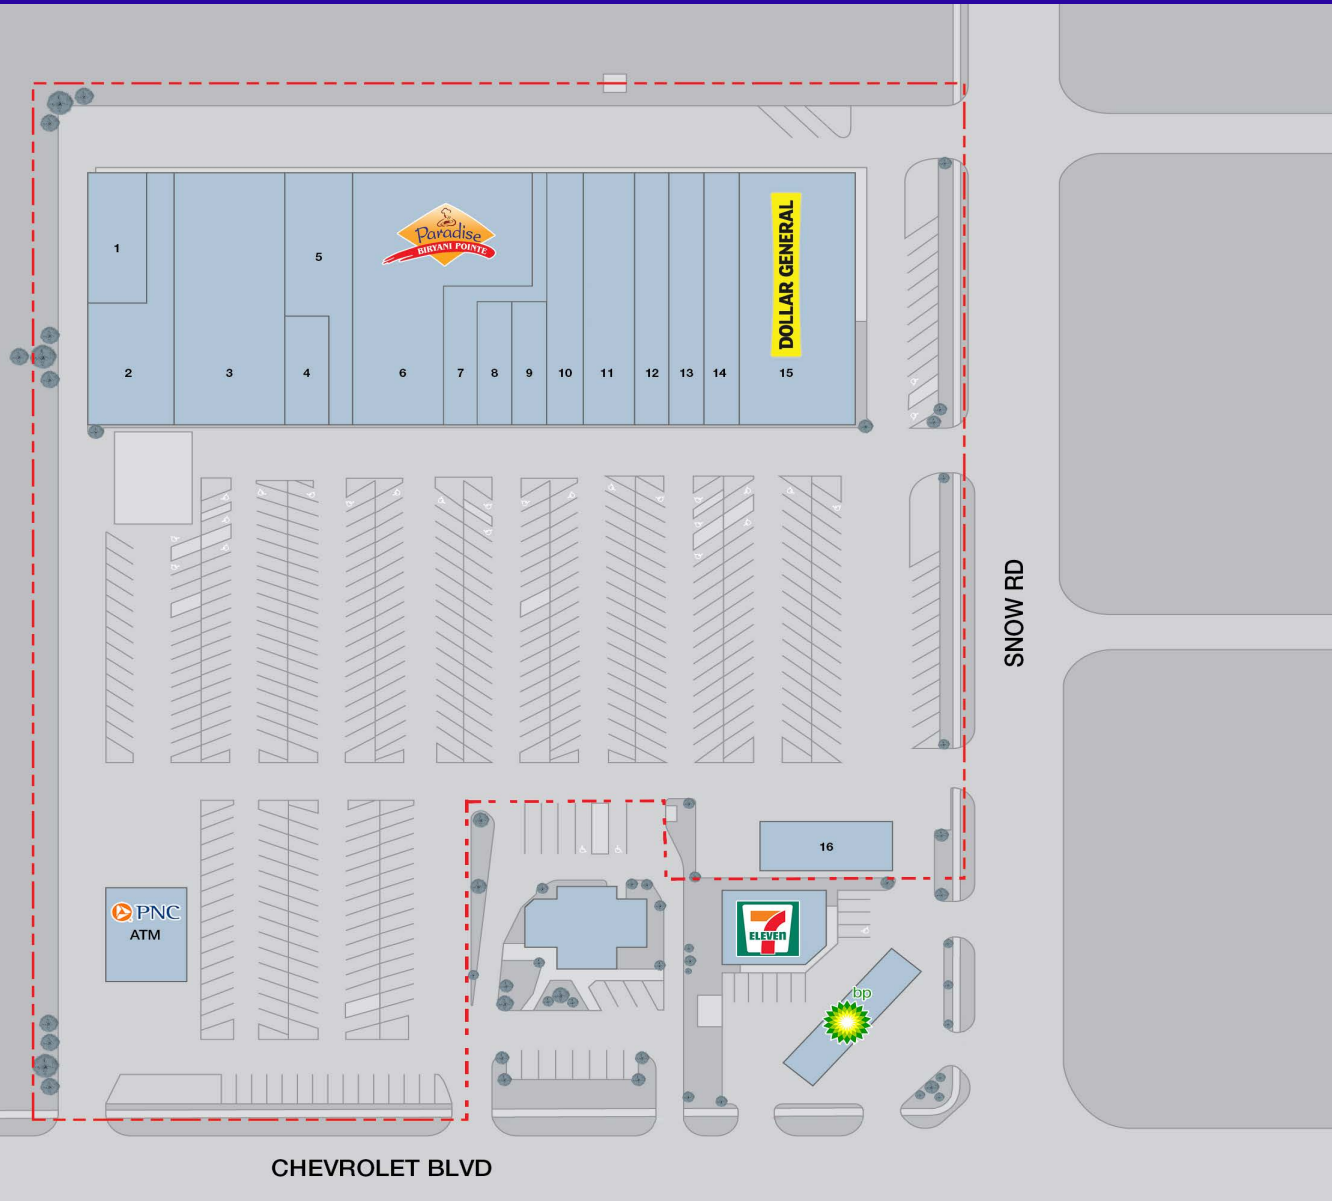 1
5
Paradise
BIRYANI POINTE
DOLLAR GENERAL
2
3
4
6
7
8
9
10
11
12
13
14
15
SNOW RD
16
PNC
ATM
7
ELEVEN
bp
CHEVROLET BLVD